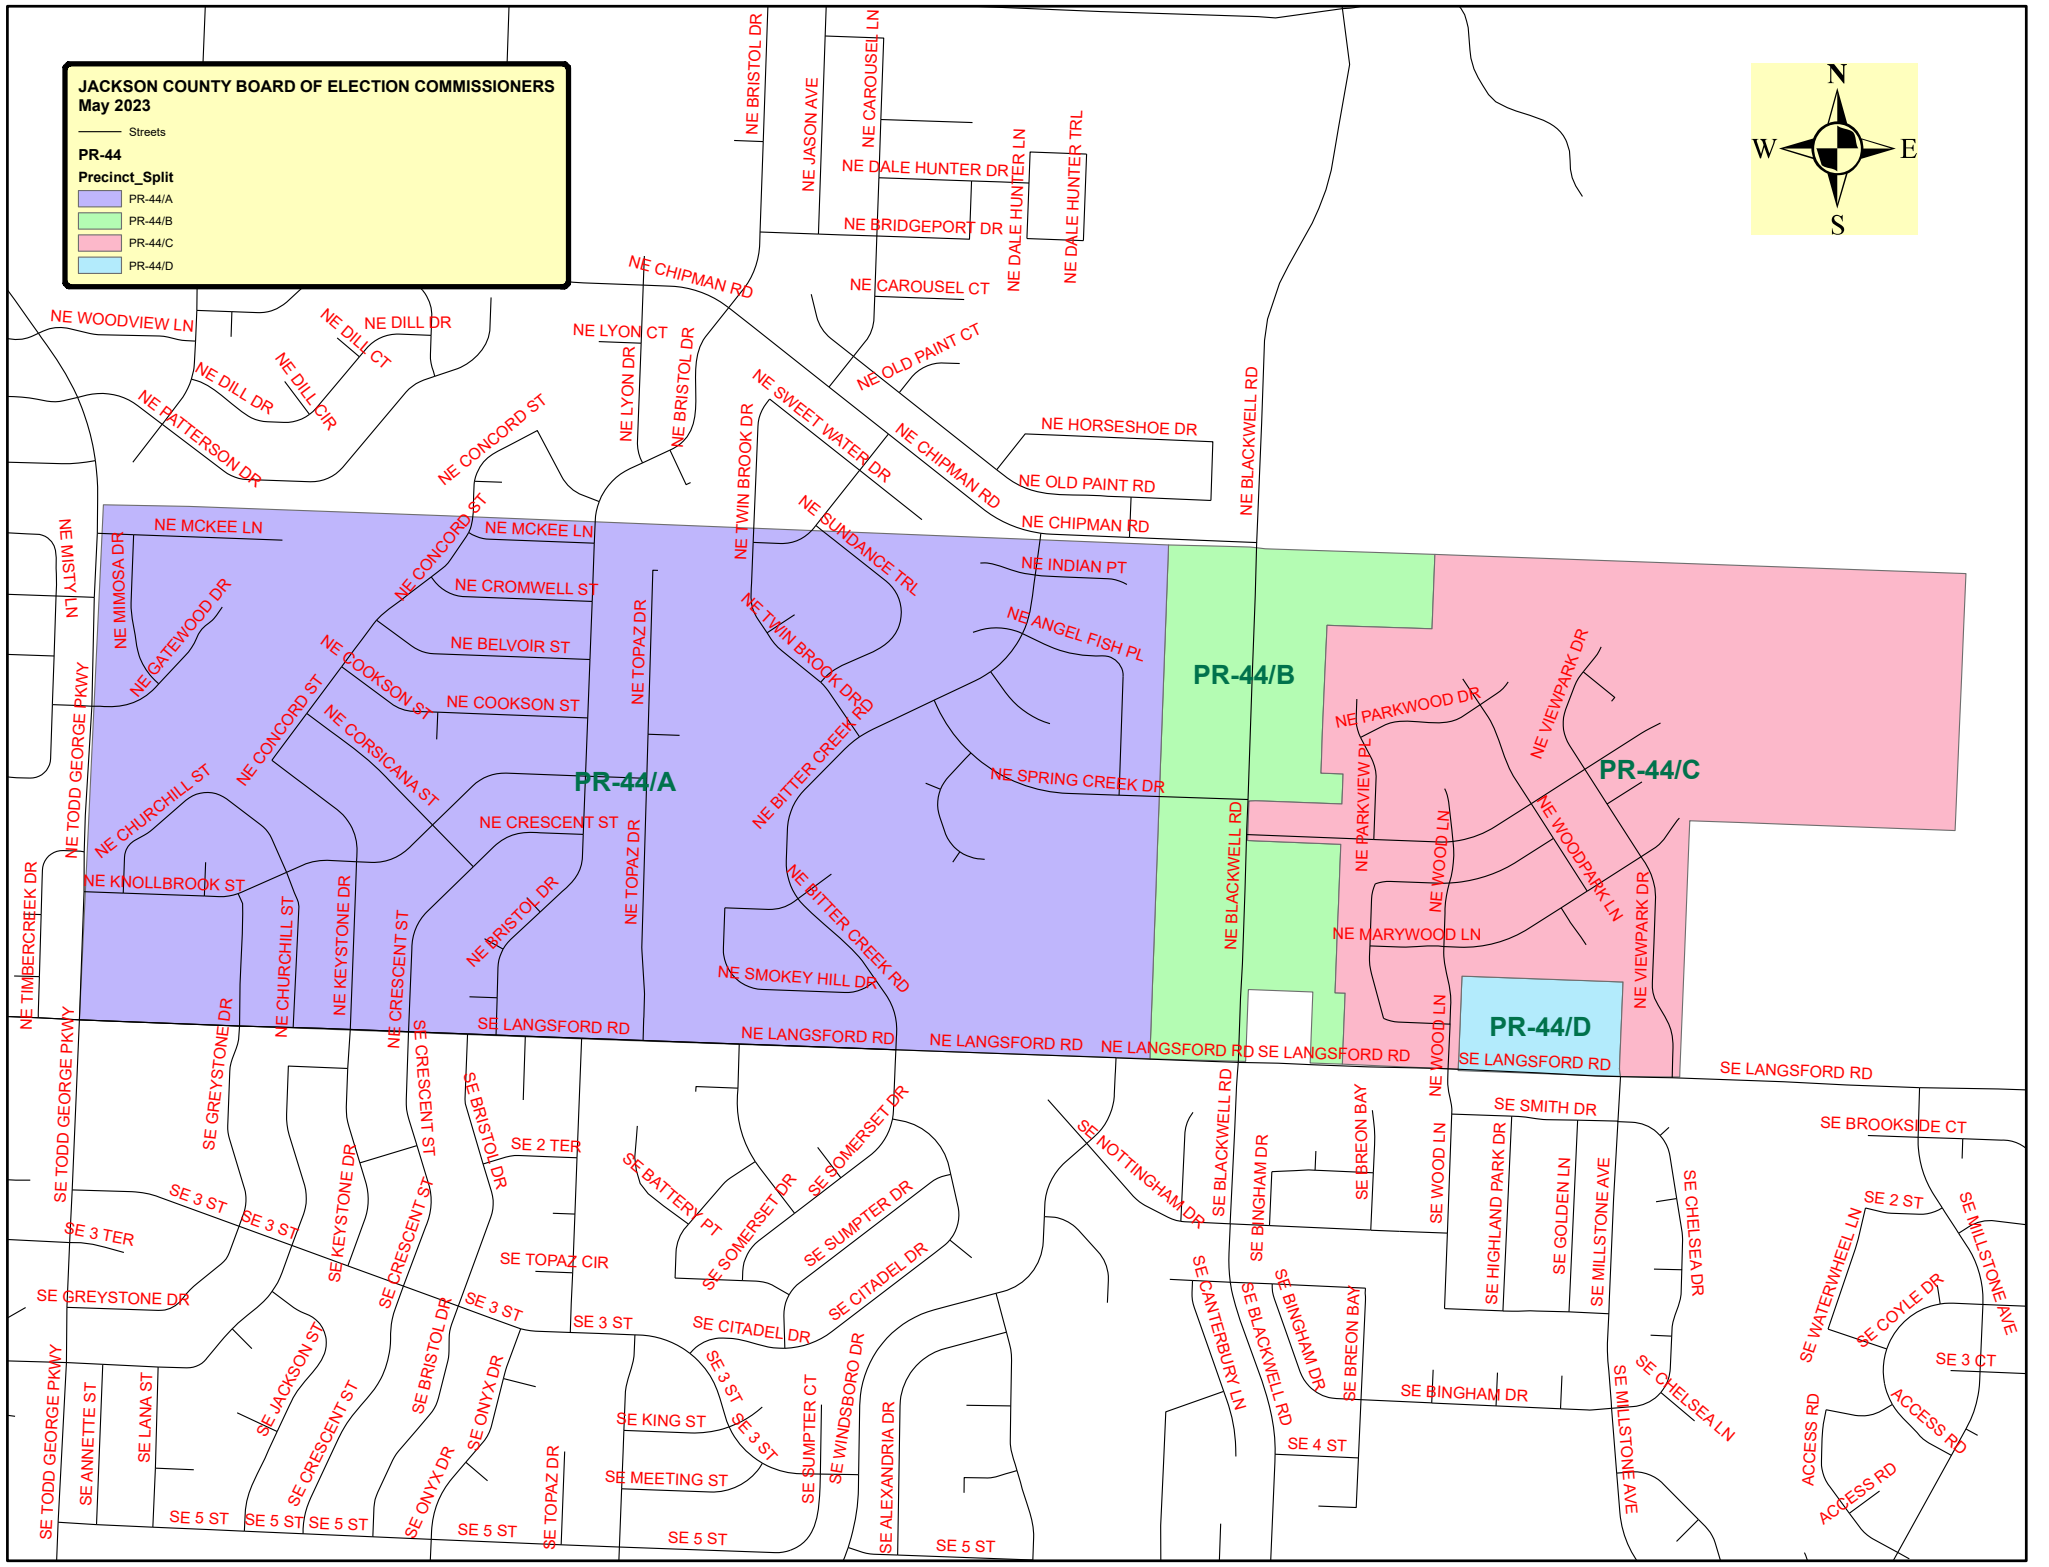 JACKSON COUNTY BOARD OF ELECTION COMMISSIONERS
May 2023
Streets
PR-44
Precinct_Split
PR-44/A
PR-44/B
PR-44/C
PR-44/D
N
W
E
S
NE BRISTOL DR
NE JASON AVE
NE CAROUSEL LN
NE DALE HUNTER DR
NE DALE HUNTER LN
NE DALE HUNTER TRL
NE BRIDGEPORT DR
NE CHIPMAN RD
NE CAROUSEL CT
NE WOODVIEW LN
NE DILL CT
NE DILL DR
NE LYON CT
NE OLD PAINT CT
NE DILL DR
NE DILL CIR
NE LYON DR
NE BRISTOL DR
NE SWEET WATER DR
NE PATTERSON DR
NE CONCORD ST
NE TWIN BROOK DR
NE CHIPMAN RD
NE HORSESHOE DR
NE BLACKWELL RD
NE OLD PAINT RD
NE MISTY LN
NE MCKEE LN
NE CONCORD ST
NE MCKEE LN
NE SUNDANCE TRL
NE CHIPMAN RD
NE MIMOSA DR
NE GATEWOOD DR
NE CROMWELL ST
NE INDIAN PT
NE BELVOIR ST
NE TOPAZ DR
NE TWIN BROOK DRD
NE ANGEL FISH PL
NE COOKSON ST
NE COOKSON ST
NE TODD GEORGE PKWY
NE CONCORD ST
NE CORSICANA ST
NE BITTER CREEK RD
PR-44/B
NE PARKWOOD DR
NE VIEWPARK DR
PR-44/A
NE SPRING CREEK DR
PR-44/C
NE CHURCHILL ST
NE CRESCENT ST
NE TOPAZ DR
NE BLACKWELL RD
NE PARKVIEW PL
NE WOOD LN
NE WOODPARK LN
NE KNOLLBROOK ST
NE TIMBERCREEK DR
NE CHURCHILL ST
NE KEYSTONE DR
NE CRESCENT ST
NE BRISTOL DR
NE BITTER CREEK RD
NE SMOKEY HILL DR
NE MARYWOOD LN
NE VIEWPARK DR
PR-44/D
SE LANGSFORD RD
NE LANGSFORD RD
NE LANGSFORD RD
NE LANGSFORD RD
SE LANGSFORD RD
NE WOOD LN
SE LANGSFORD RD
SE LANGSFORD RD
SE TODD GEORGE PKWY
SE GREYSTONE DR
SE CRESCENT ST
SE BRISTOL DR
SE 2 TER
SE BATTERY PT
SE SOMERSET DR
SE SOMERSET DR
SE NOTTINGHAM DR
SE BLACKWELL RD
SE BINGHAM DR
SE BREON BAY
SE WOOD LN
SE SMITH DR
SE HIGHLAND PARK DR
SE GOLDEN LN
SE MILLSTONE AVE
SE CHELSEA DR
SE BROOKSIDE CT
SE 2 ST
SE MILLSTONE AVE
SE 3 ST
SE 3 ST
SE 3 TER
SE KEYSTONE DR
SE CRESCENT ST
SE SUMPTER DR
SE TOPAZ CIR
SE GREYSTONE DR
SE 3 ST
SE 3 ST
SE CITADEL DR
SE CITADEL DR
SE CANTERBURY LN
SE BLACKWELL RD
SE BINGHAM DR
SE BREON BAY
SE BINGHAM DR
SE WATERWHEEL LN
SE COYLE DR
SE 3 CT
SE TODD GEORGE PKWY
SE ANNETTE ST
SE LANA ST
SE JACKSON ST
SE CRESCENT ST
SE BRISTOL DR
SE ONYX DR
SE ONYX DR
SE TOPAZ DR
SE KING ST
SE MEETING ST
SE 3 ST
SE 3 ST
SE SUMPTER CT
SE WINDSBORO DR
SE ALEXANDRIA DR
SE 4 ST
SE MILLSTONE AVE
SE CHELSEA LN
ACCESS RD
ACCESS RD
ACCESS RD
SE 5 ST
SE 5 ST
SE 5 ST
SE 5 ST
SE 5 ST
SE 5 ST